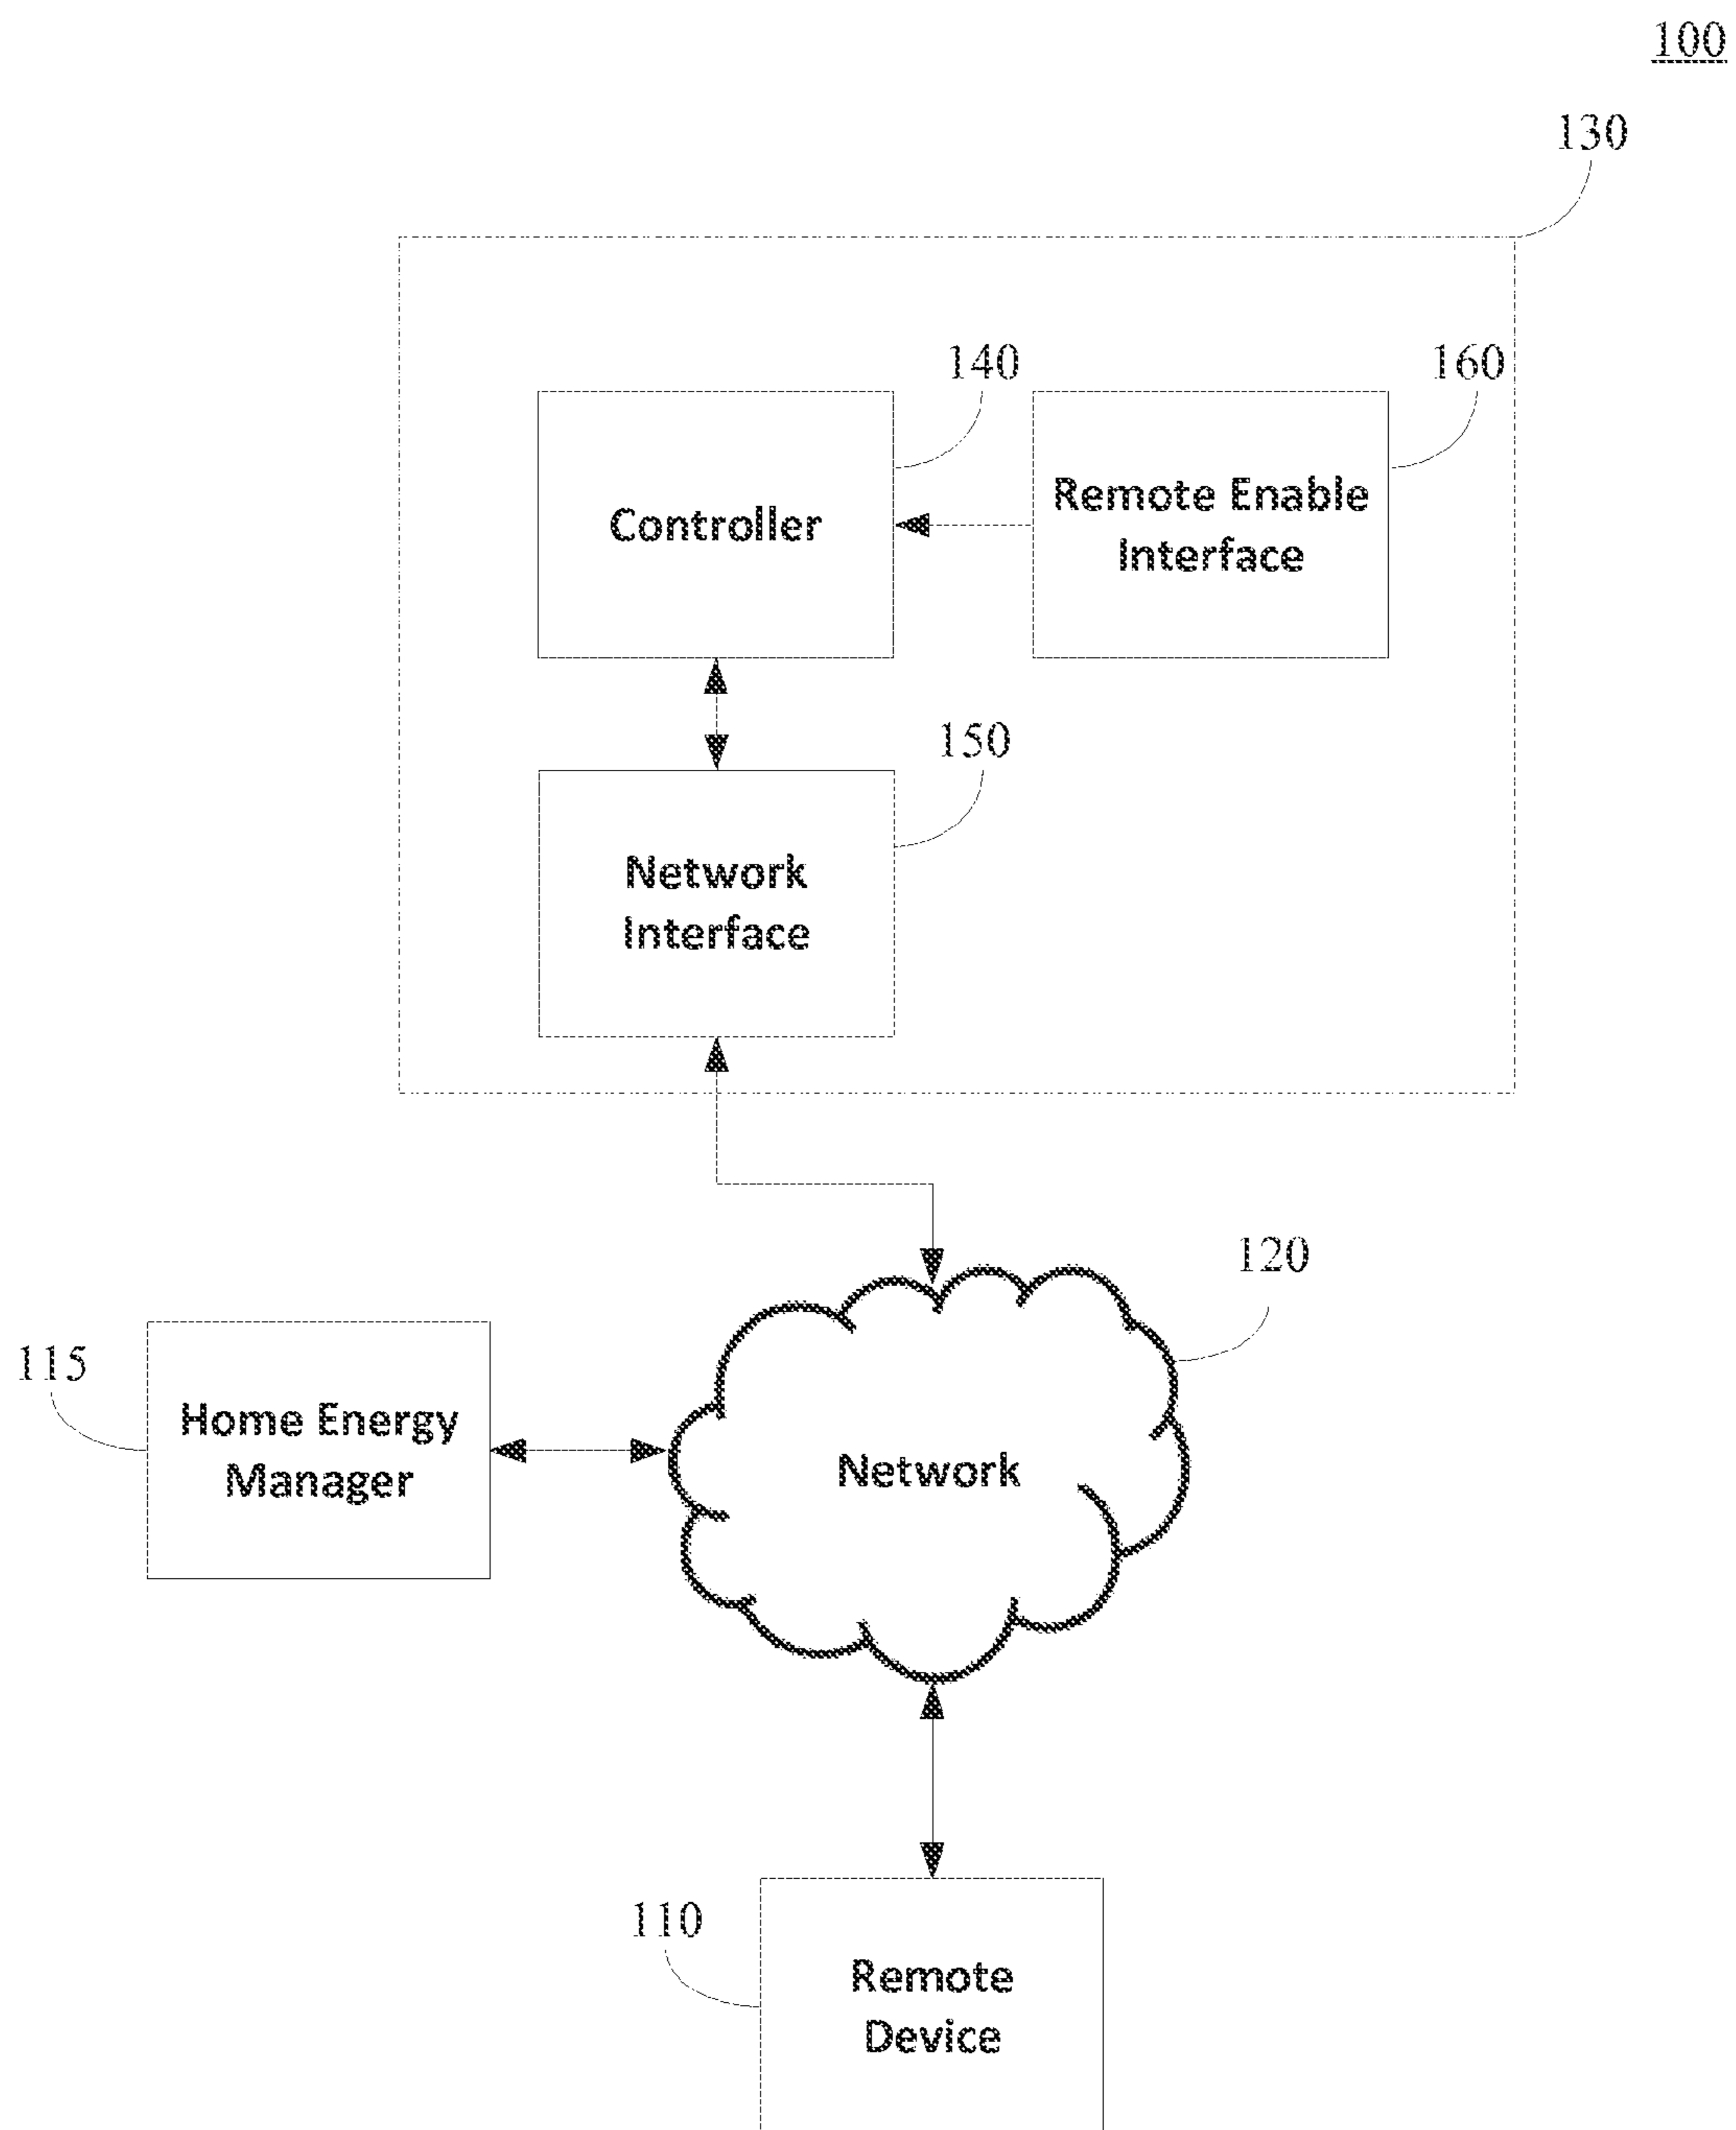 100
130
140
160
Controller
Remote Enable
Interface
150
Network
Interface
120
115
Home Energy
Manager
Network
110
Remote
Device